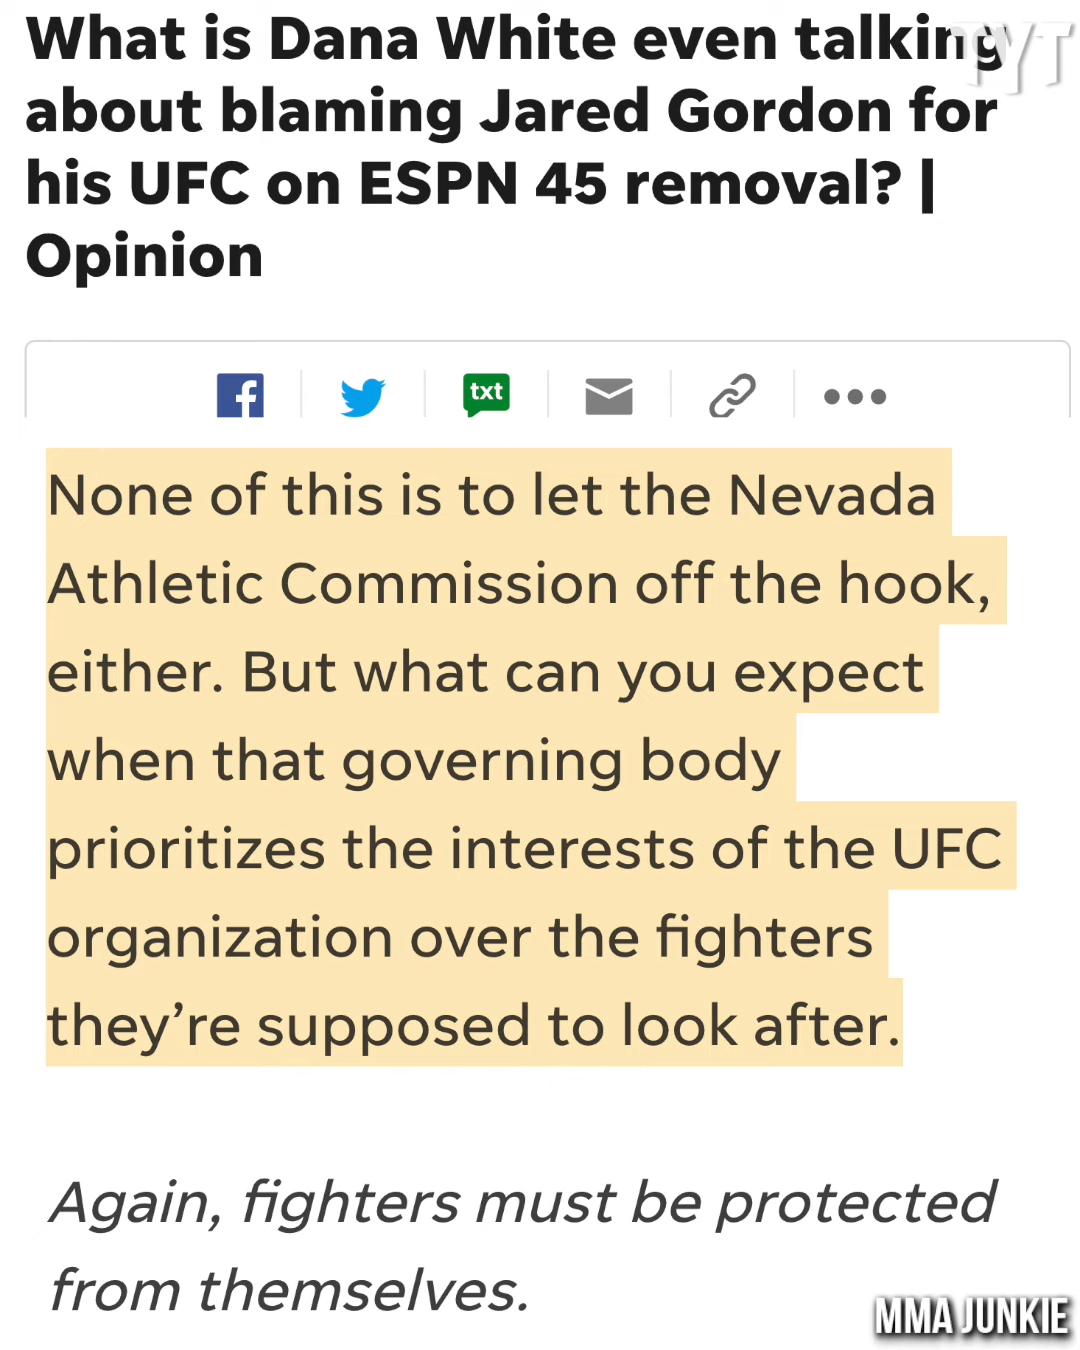 What is Dana White even talking
about blaming Jared Gordon for
his UFC on ESPN 45 removal? |
Opinion
TYT
txt
None of this is to let the Nevada
Athletic Commission off the hook,
either. But what can you expect
when that governing body
prioritizes the interests of the UFC
organization over the fighters
they’re supposed to look after.
Again, fighters must be protected
from themselves.
MMA JUNKIE